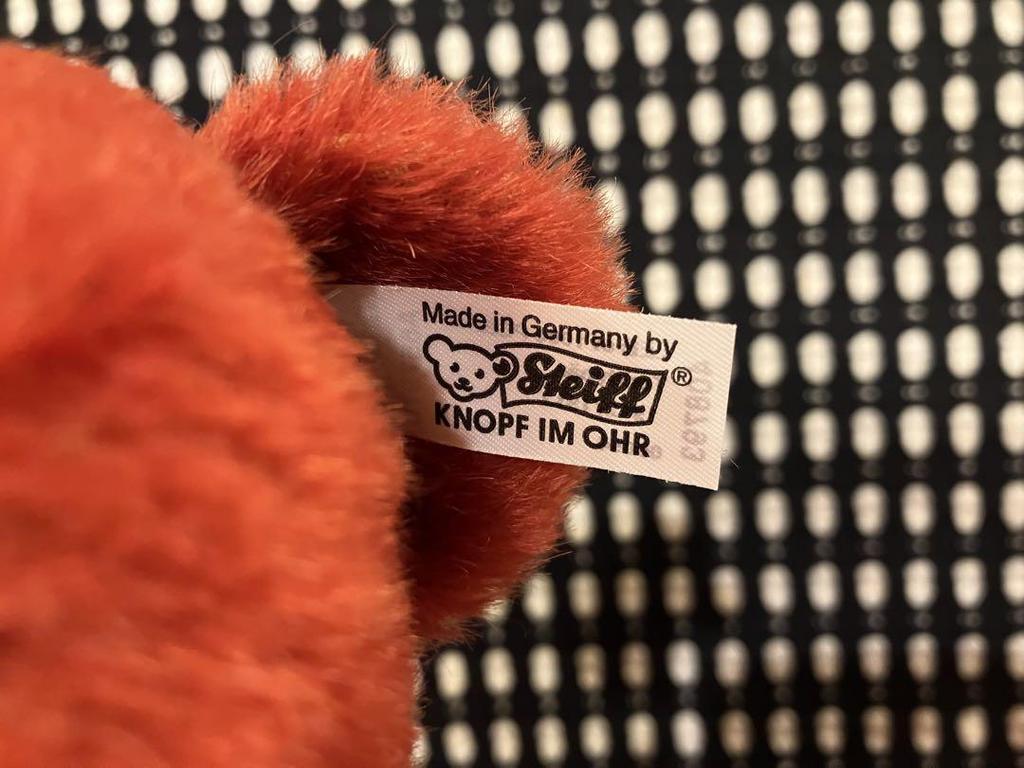 Made in Germany by
Steiff ®
KNOPF IM OHR